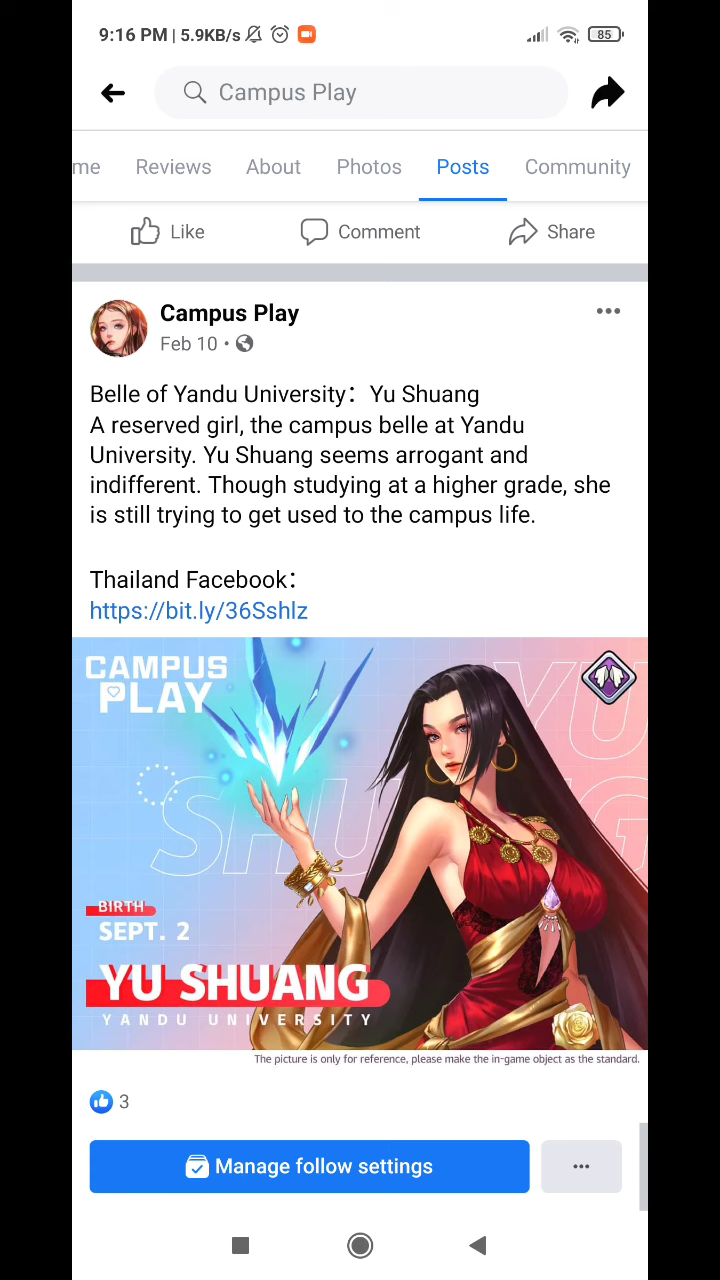 9:16 PM | 5.9KB/s
85
Campus Play
me Reviews About Photos Posts Community
Like Comment Share
Campus Play
Feb 10 •
Belle of Yandu University：Yu Shuang
A reserved girl, the campus belle at Yandu
University. Yu Shuang seems arrogant and
indifferent. Though studying at a higher grade, she
is still trying to get used to the campus life.
Thailand Facebook：
https://bit.ly/36Sshlz
CAMPUS
PLAY
YU
SHUANG
BIRTH
SEPT. 2
YU SHUANG
YANDU UNIVERSITY
The picture is only for reference, please make the in-game object as the standard.
3
Manage follow settings